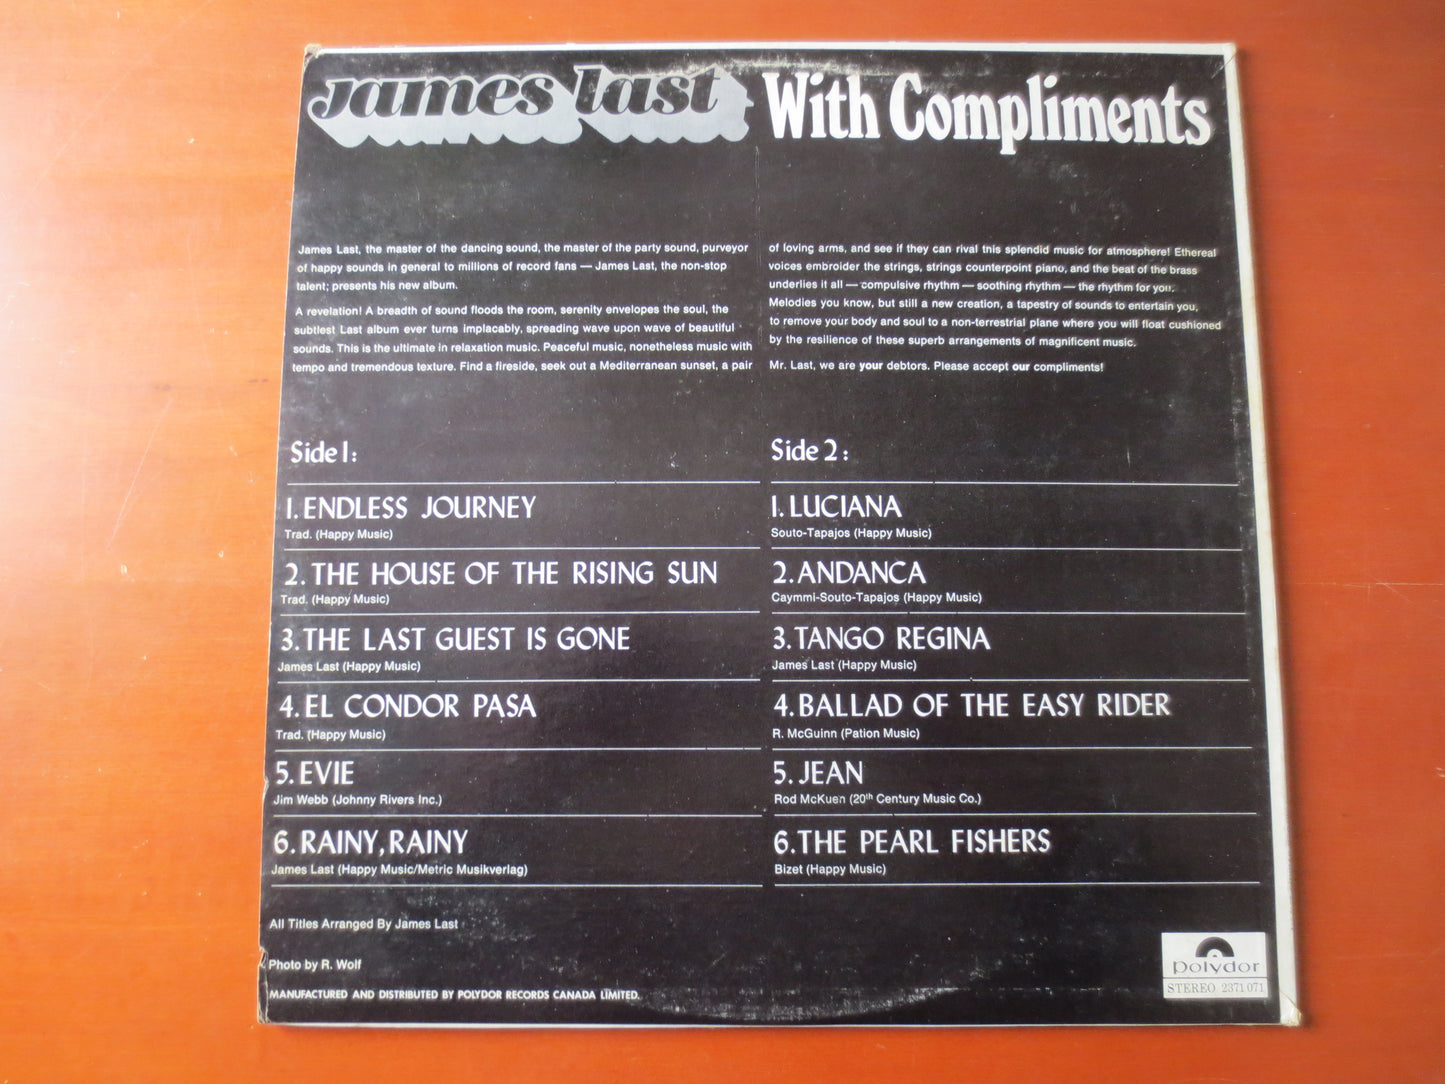 james last With Compliments
James Last, the master of the dancing sound, the master of the party sound, purveyor
of happy sounds in general to millions of record fans — James Last, the non-stop
talent; presents his new album.
A revelation! A breadth of sound floods the room, serenity envelopes the soul, the
subtlest Last album ever turns implacably, spreading wave upon wave of beautiful
sounds. This is the ultimate in relaxation music. Peaceful music, nonetheless music with
tempo and tremendous texture. Find a fireside, seek out a Mediterranean sunset, a pair
of loving arms, and see if they can rival this splendid music for atmosphere! Ethereal
voices embroider the strings, strings counterpoint piano, and the beat of the brass
underlies it all — compulsive rhythm — soothing rhythm — the rhythm for you.
Melodies you know, but still a new creation, a tapestry of sounds to entertain you,
to remove your body and soul to a non-terrestrial plane where you will float cushioned
by the resilience of these superb arrangements of magnificent music.
Mr. Last, we are your debtors. Please accept our compliments!
Side 1:
1. ENDLESS JOURNEY
Trad. (Happy Music)
2. THE HOUSE OF THE RISING SUN
Trad. (Happy Music)
3. THE LAST GUEST IS GONE
James Last (Happy Music)
4. EL CONDOR PASA
Trad. (Happy Music)
5. EVIE
Jim Webb (Johnny Rivers Inc.)
6. RAINY, RAINY
James Last (Happy Music/Metric Musikverlag)
Side 2:
1. LUCIANA
Souto-Tapajos (Happy Music)
2. ANDANCA
Caymmi-Souto-Tapajos (Happy Music)
3. TANGO REGINA
James Last (Happy Music)
4. BALLAD OF THE EASY RIDER
R. McGuinn (Pation Music)
5. JEAN
Rod McKuen (20th Century Music Co.)
6. THE PEARL FISHERS
Bizet (Happy Music)
All Titles Arranged By James Last
Photo by R. Wolf
MANUFACTURED AND DISTRIBUTED BY POLYDOR RECORDS CANADA LIMITED.
polydor
STEREO 2371 071